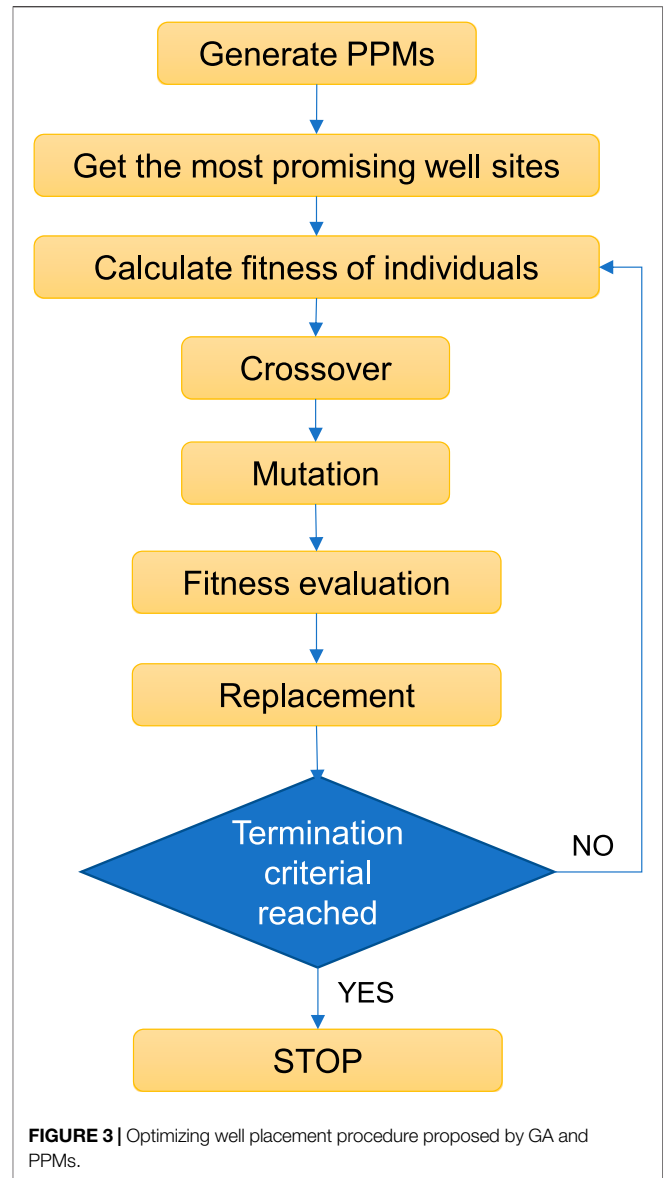 Generate PPMs
Get the most promising well sites
Calculate fitness of individuals
Crossover
Mutation
Fitness evaluation
Replacement
Termination
criterial
reached
NO
YES
STOP
FIGURE 3 | Optimizing well placement procedure proposed by GA and
PPMs.